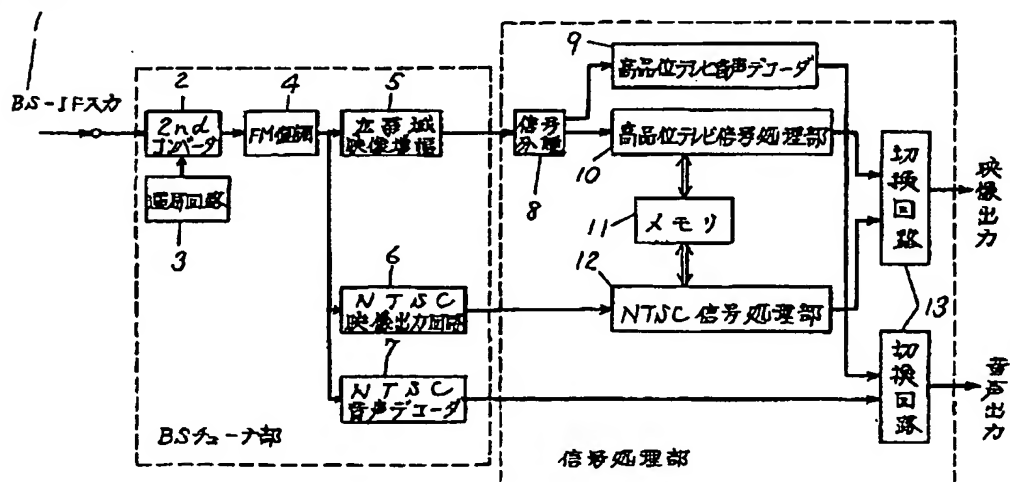 1
BS-IF入力
2
2nd
コンバータ
3
選局回路
4
FM復調
5
広帯域
映像増幅
6
NTSC
映像出力回路
7
NTSC
音声デコーダ
BSチューナ部
8
信号
分離
9
高品位テレビ音声デコーダ
10
高品位テレビ信号処理部
11
メモリ
12
NTSC信号処理部
13
切換回路
切換回路
映像出力
音声出力
信号処理部